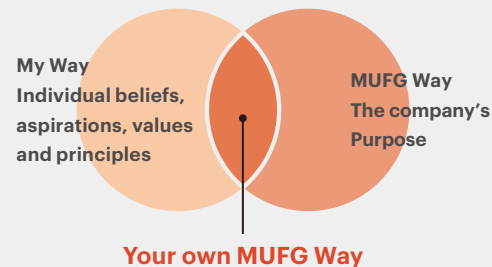 My Way
Individual beliefs,
aspirations, values
and principles
MUFG Way
The company's
Purpose
Your own MUFG Way